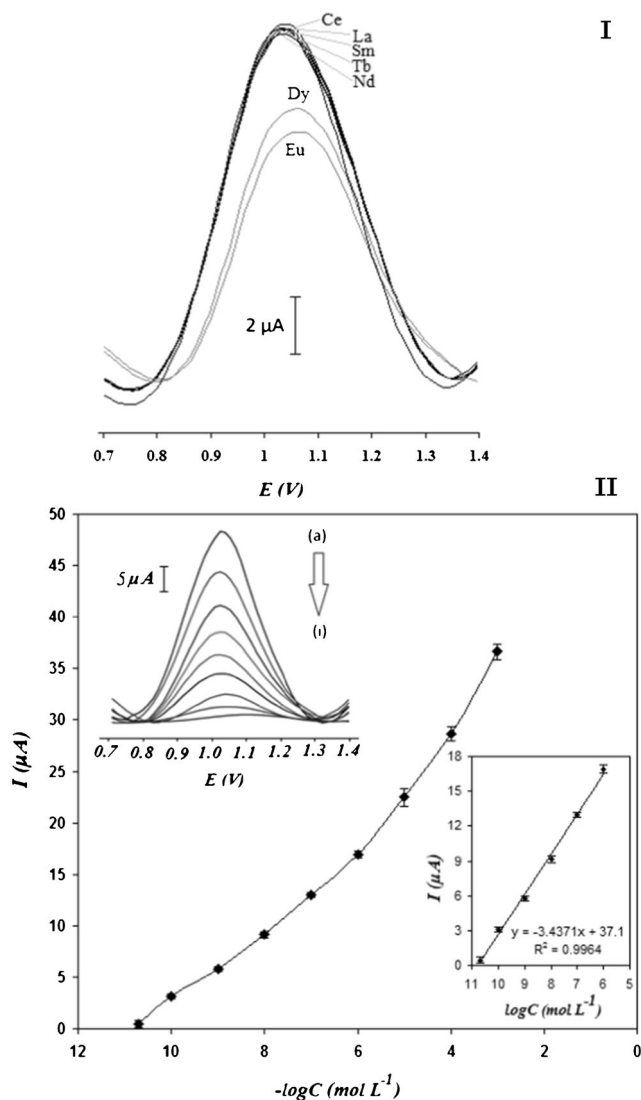 I
Ce
La
Sm
Tb
Nd
Dy
Eu
2 µA
0.7 0.8 0.9 1 1.1 1.2 1.3 1.4
E (V)
II
50
45
40
35
30
25
20
15
10
5
0
I (µA)
(a)
5 µA
(ı)
0.7 0.8 0.9 1.0 1.1 1.2 1.3 1.4
E (V)
18
15
12
9
6
3
0
I (µA)
y = -3.4371x + 37.1
R² = 0.9964
11 10 9 8 7 6 5
logC (mol L⁻¹)
12 10 8 6 4 2 0
-logC (mol L⁻¹)